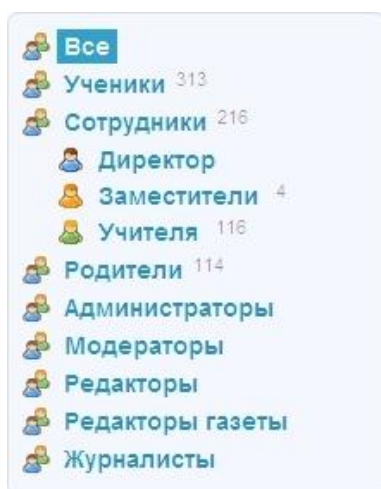 Все
Ученики 313
Сотрудники 216
Директор
Заместители 4
Учителя 116
Родители 114
Администраторы
Модераторы
Редакторы
Редакторы газеты
Журналисты